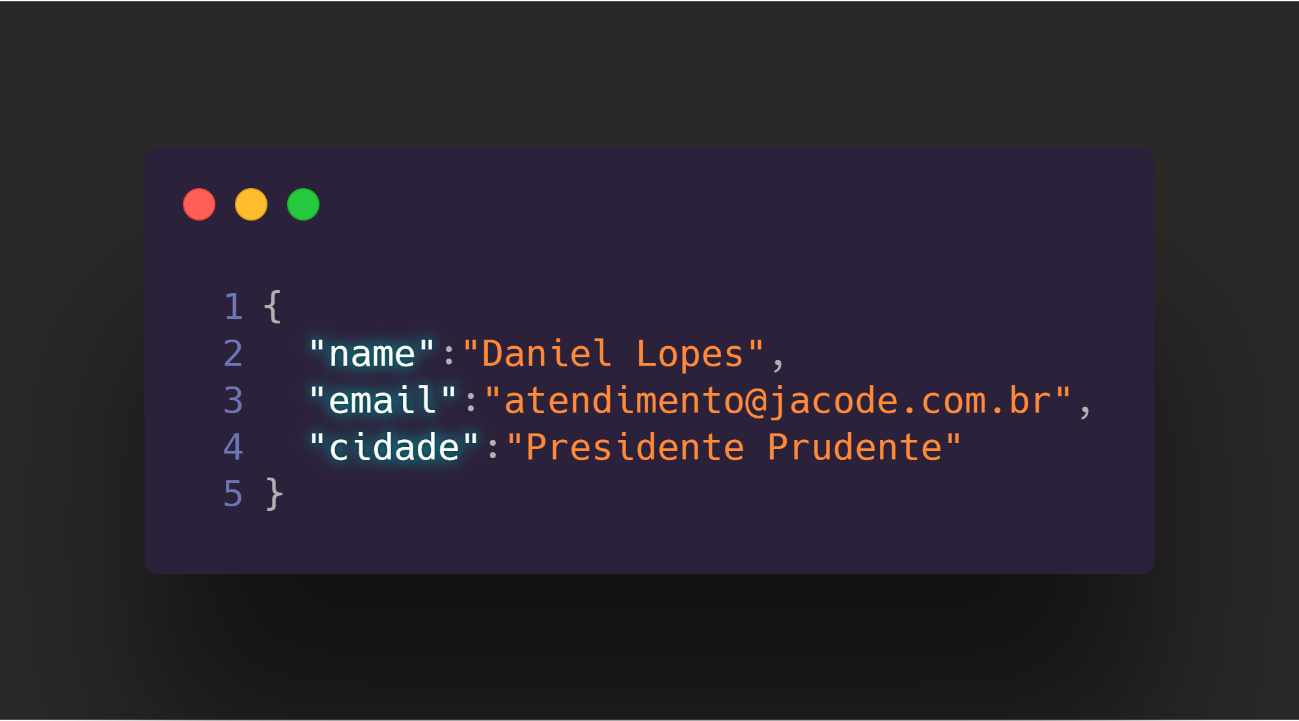 1 {
2   "name":"Daniel Lopes",
3   "email":"atendimento@jacode.com.br",
4   "cidade":"Presidente Prudente"
5 }